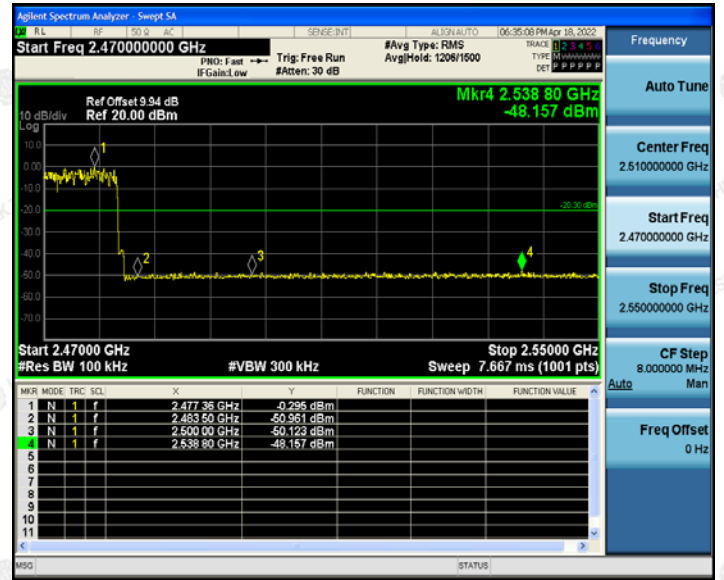 Agilent Spectrum Analyzer - Swept SA
RL RF 50 Ω AC SENSE:INT ALIGN AUTO 06:35:08 PM Apr 18, 2022
Start Freq 2.470000000 GHz
PNO: Fast
IFGain:Low
Trig: Free Run
#Atten: 30 dB
#Avg Type: RMS
Avg|Hold: 1206/1500
TRACE 1 2 3 4 5 6
TYPE M
DET P P P P P P
Ref Offset 9.94 dB
10 dB/div Ref 20.00 dBm
Log
Mkr4 2.538 80 GHz
-48.157 dBm
10.0
0.00
-10.0
-20.0
-30.0
-40.0
-50.0
-60.0
-70.0
1
2
3
4
-20.30 dBm
Start 2.47000 GHz Stop 2.55000 GHz
#Res BW 100 kHz #VBW 300 kHz Sweep 7.667 ms (1001 pts)
MKR MODE TRC SCL X Y FUNCTION FUNCTION WIDTH FUNCTION VALUE
1 N 1 f 2.477 36 GHz -0.295 dBm
2 N 1 f 2.483 50 GHz -50.961 dBm
3 N 1 f 2.500 00 GHz -50.123 dBm
4 N 1 f 2.538 80 GHz -48.157 dBm
5
6
7
8
9
10
11
MSG STATUS
Frequency
Auto Tune
Center Freq
2.510000000 GHz
Start Freq
2.470000000 GHz
Stop Freq
2.550000000 GHz
CF Step
8.000000 MHz
Auto Man
Freq Offset
0 Hz